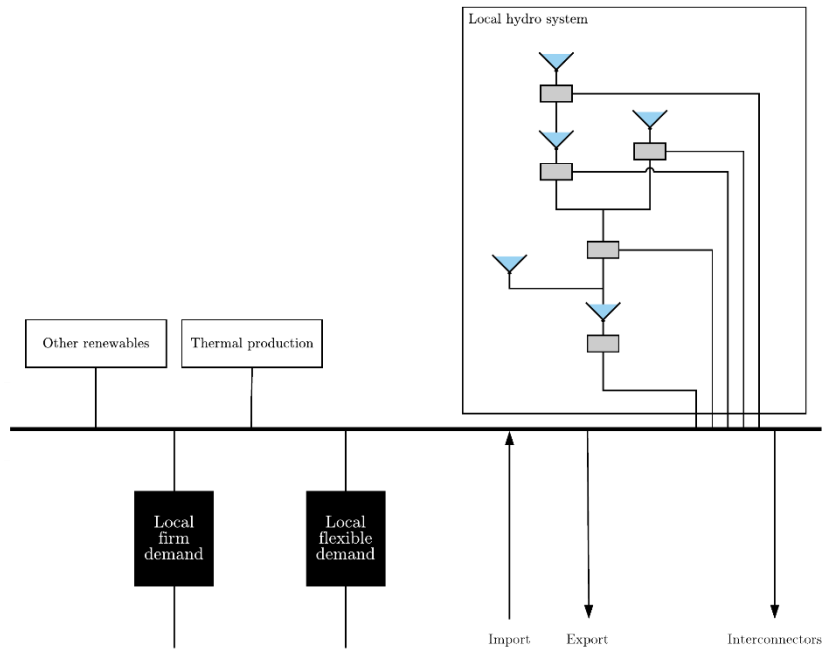 Local hydro system
Other renewables
Thermal production
Local
firm
demand
Local
flexible
demand
Import
Export
Interconnectors